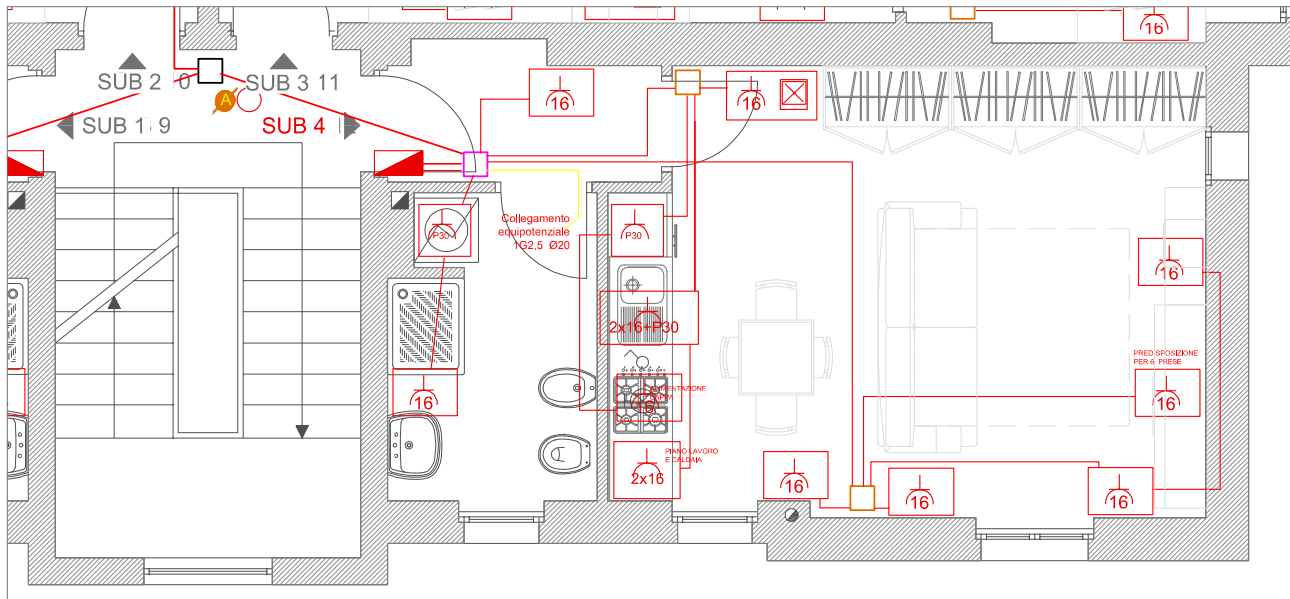 16
16
SUB 2 0
SUB 3 11
A
16
16
SUB 1 9
SUB 4
P30
Collegamento
equipotenziale
1G2,5 Ø20
P30
16
2x16+P30
PREDISPOSIZIONE
PER 6 PRESE
16
16
ALIMENTAZIONE
CAPPA
16
PIANO LAVORO
E CALDAIA
2x16
16
16
16